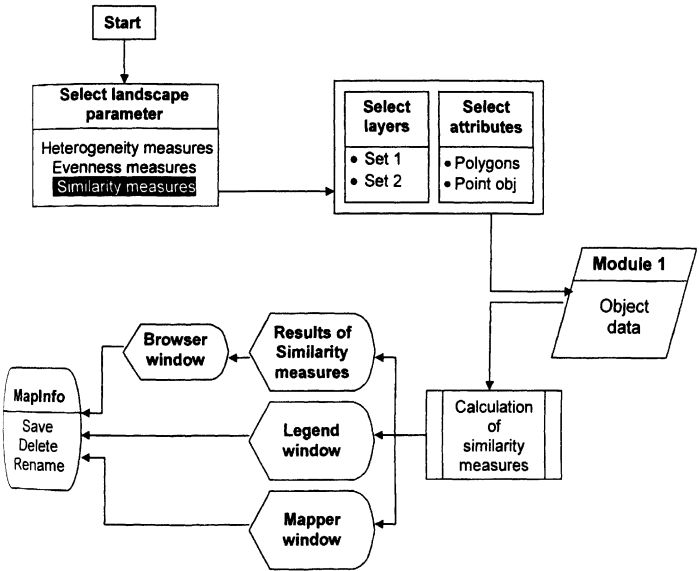 Start
Select landscape
parameter
Heterogeneity measures
Evenness measures
Similarity measures
Select
layers
• Set 1
• Set 2
Select
attributes
• Polygons
• Point obj
Module 1
Object
data
Calculation
of
similarity
measures
Results of
Similarity
measures
Browser
window
Legend
window
Mapper
window
MapInfo
Save
Delete
Rename